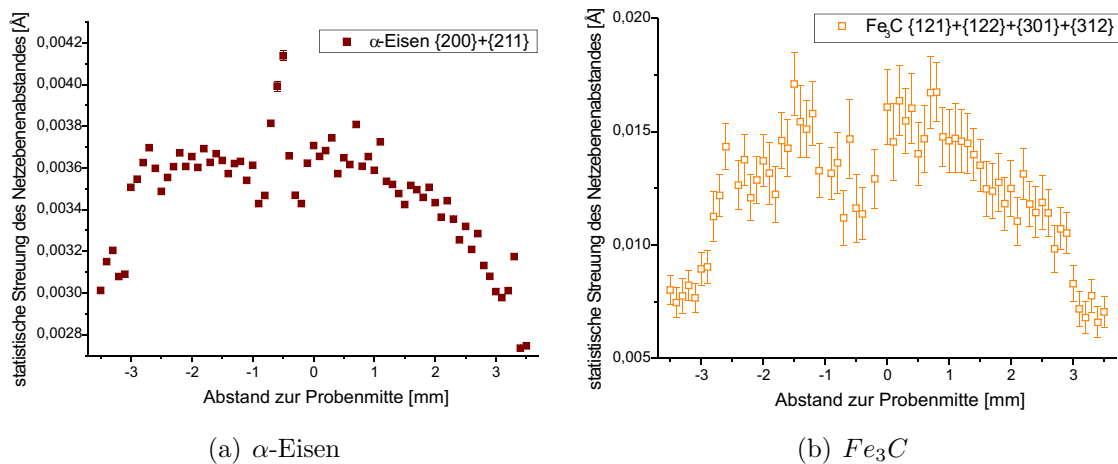 statistische Streuung des Netzebenenabstandes [Å]
0,0042
0,0040
0,0038
0,0036
0,0034
0,0032
0,0030
0,0028
α-Eisen {200}+{211}
-3 -2 -1 0 1 2 3
Abstand zur Probenmitte [mm]
(a) α-Eisen
statistische Streuung des Netzebenenabstandes [Å]
0,020
0,015
0,010
0,005
Fe₃C {121}+{122}+{301}+{312}
-3 -2 -1 0 1 2 3
Abstand zur Probenmitte [mm]
(b) Fe₃C